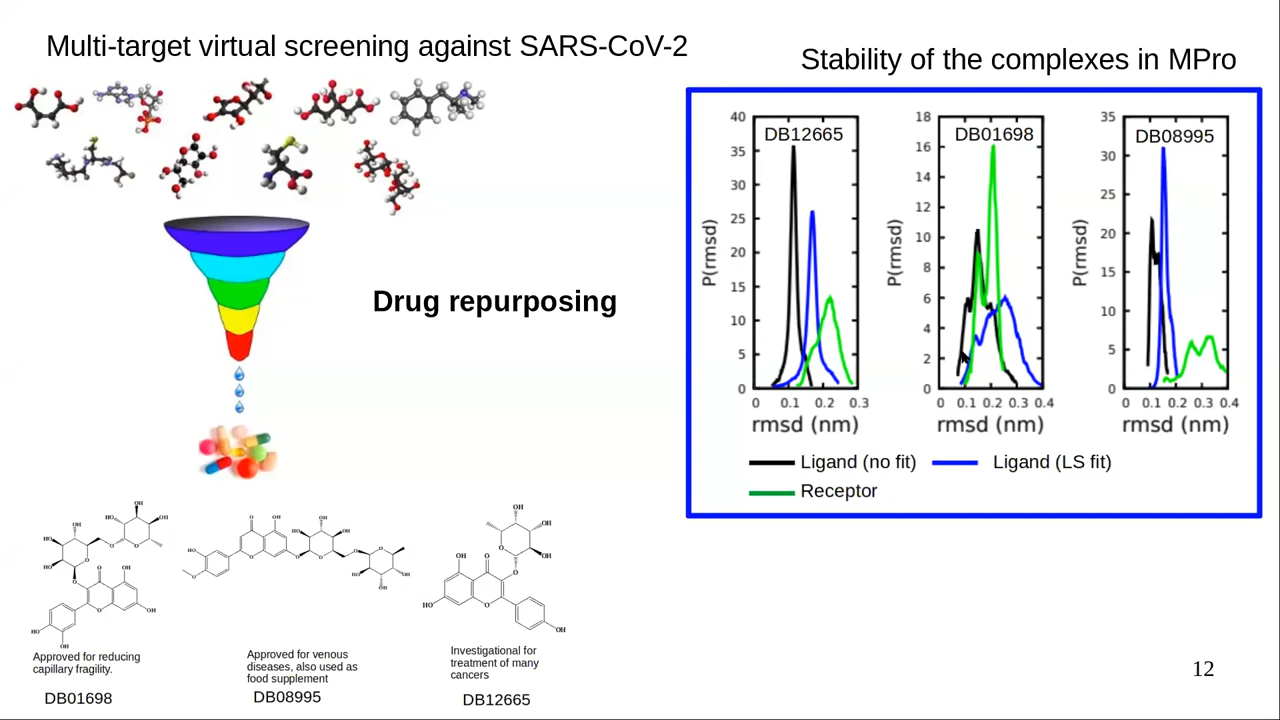 Multi-target virtual screening against SARS-CoV-2
Stability of the complexes in MPro
Drug repurposing
40
35
30
25
20
15
10
5
0
P(rmsd)
DB12665
0 0.1 0.2 0.3
rmsd (nm)
18
16
14
12
10
8
6
4
2
0
P(rmsd)
DB01698
0 0.1 0.2 0.3 0.4
rmsd (nm)
35
30
25
20
15
10
5
0
P(rmsd)
DB08995
0 0.1 0.2 0.3 0.4
rmsd (nm)
Ligand (no fit)
Ligand (LS fit)
Receptor
Approved for reducing
capillary fragility.
DB01698
Approved for venous
diseases, also used as
food supplement
DB08995
Investigational for
treatment of many
cancers
DB12665
12